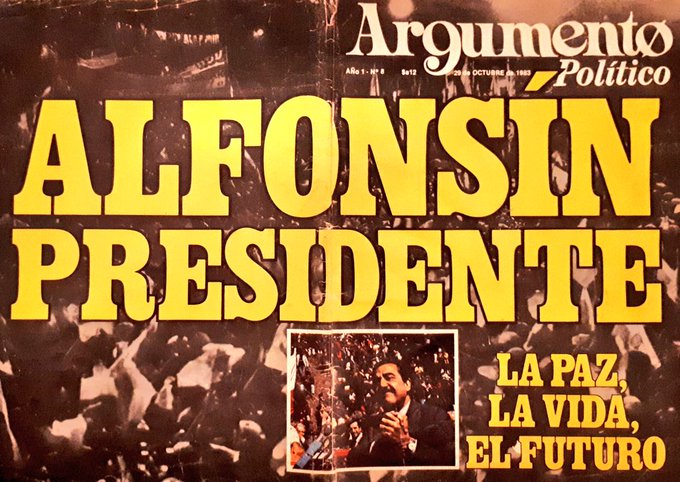 Argumento
Político
AÑO 1 - Nº 8 $a12 29 de OCTUBRE de 1983
ALFONSÍN
PRESIDENTE
LA PAZ,
LA VIDA,
EL FUTURO